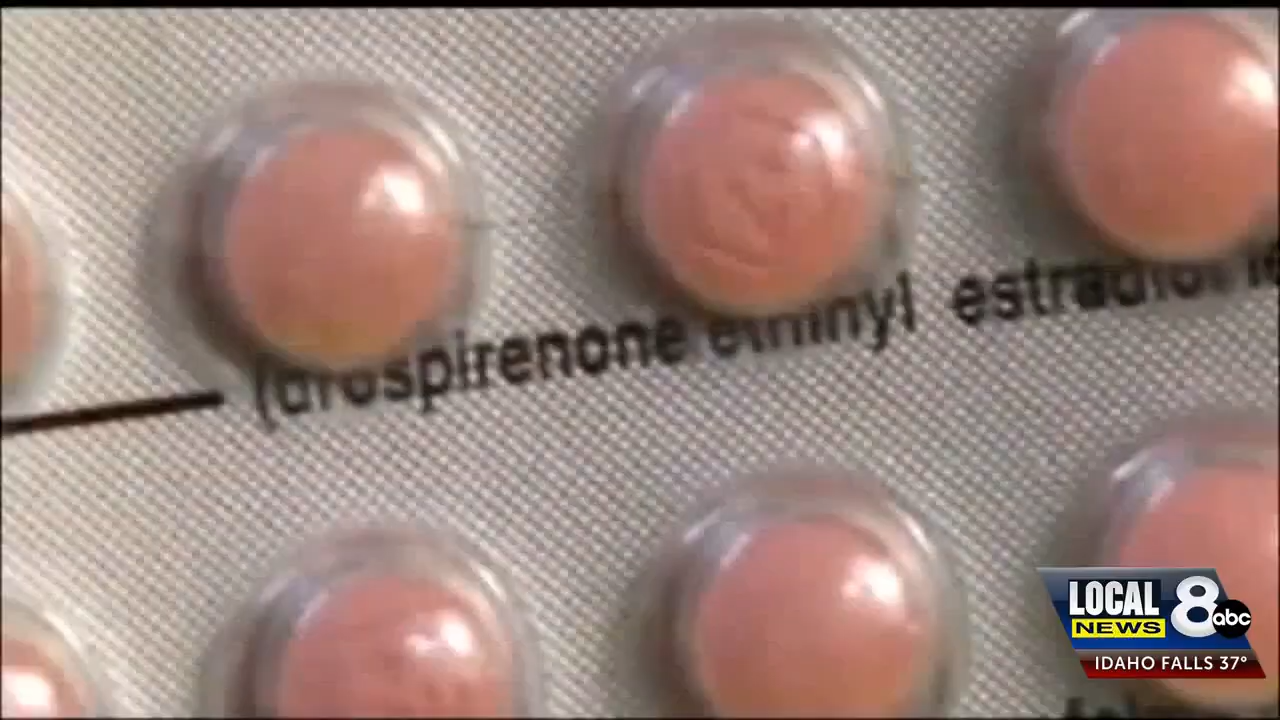 (drospirenone ethinyl estradiol
LOCAL
NEWS
8
abc
IDAHO FALLS 37°